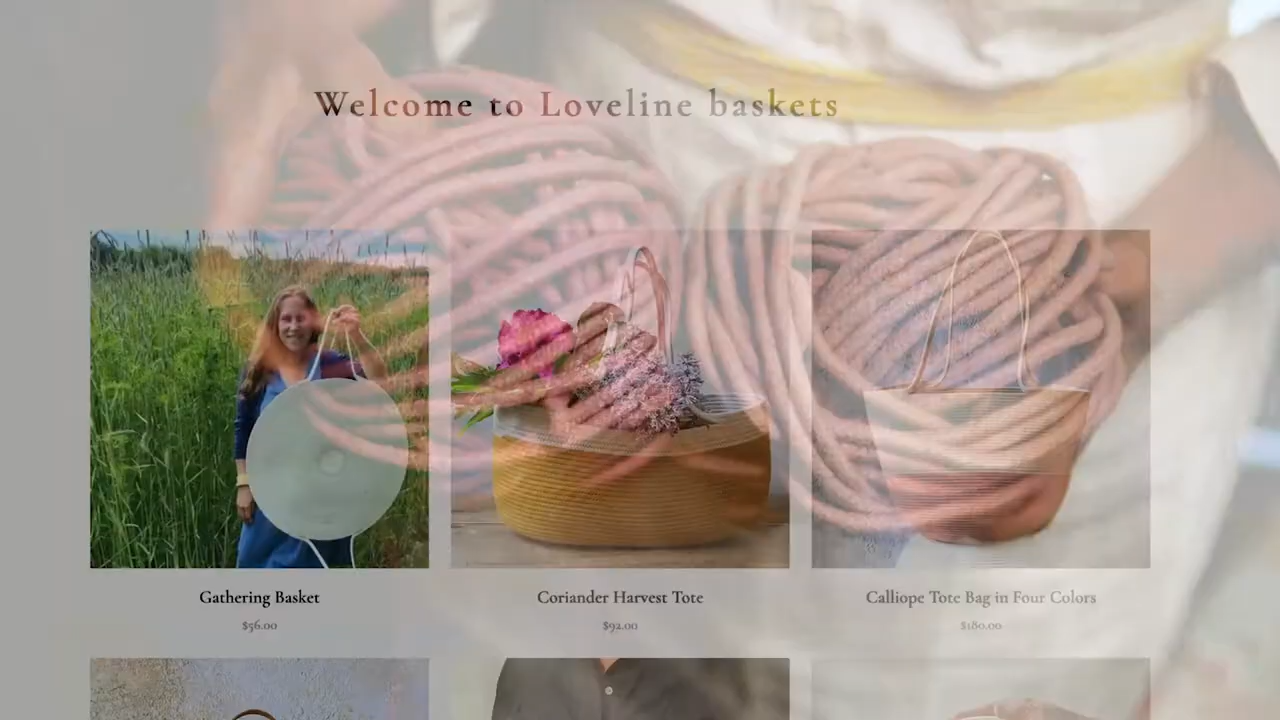 Welcome to Loveline baskets
Gathering Basket
Coriander Harvest Tote
Calliope Tote Bag in Four Colors
$56.00
$92.00
$180.00